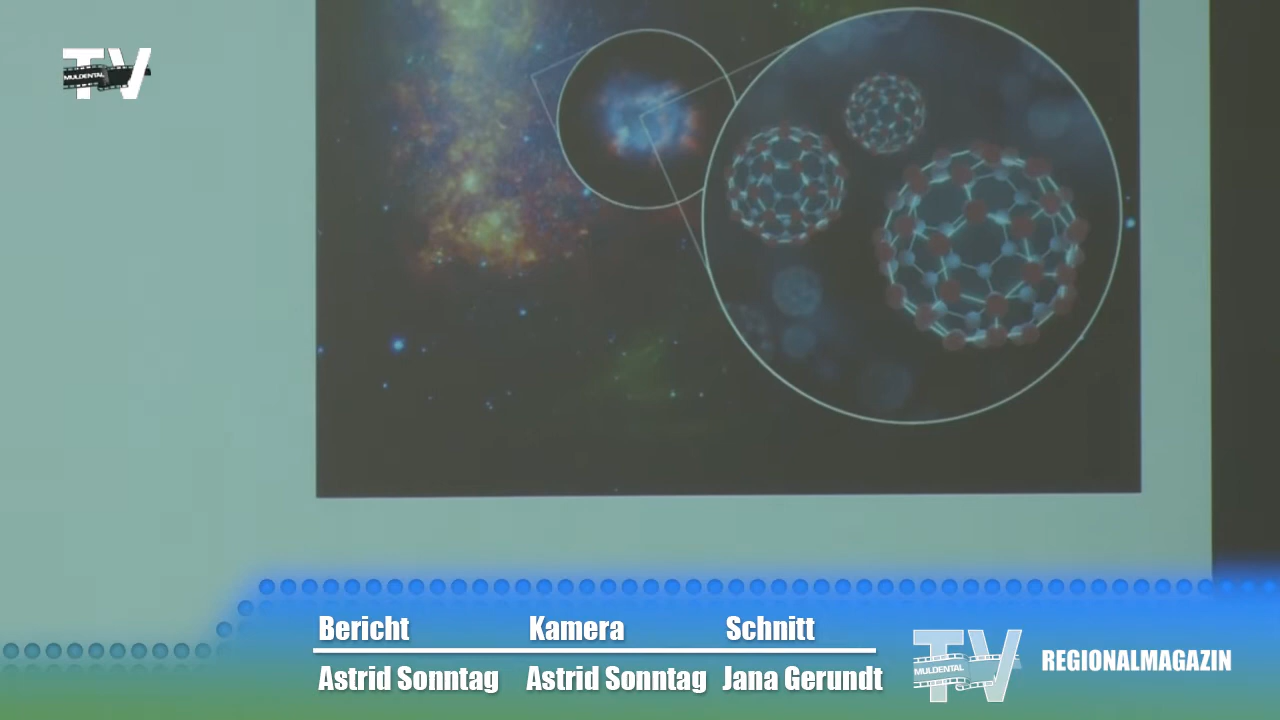 TV
MULDENTAL
Bericht Kamera Schnitt
Astrid Sonntag Astrid Sonntag Jana Gerundt
TV
MULDENTAL
REGIONALMAGAZIN